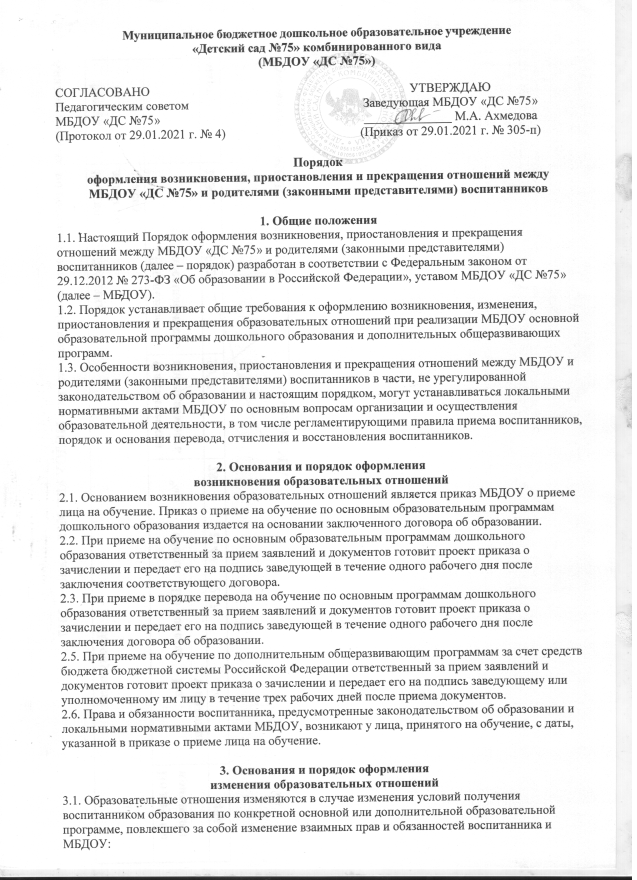 Муниципальное бюджетное дошкольное образовательное учреждение
«Детский сад №75» комбинированного вида
(МБДОУ «ДС №75»)
СОГЛАСОВАНО
Педагогическим советом
МБДОУ «ДС №75»
(Протокол от 29.01.2021 г. № 4)
УТВЕРЖДАЮ
Заведующая МБДОУ «ДС №75»
______________ М.А. Ахмедова
(Приказ от 29.01.2021 г. № 305-п)
Порядок
оформления возникновения, приостановления и прекращения отношений между
МБДОУ «ДС №75» и родителями (законными представителями) воспитанников
1. Общие положения
1.1. Настоящий Порядок оформления возникновения, приостановления и прекращения
отношений между МБДОУ «ДС №75» и родителями (законными представителями)
воспитанников (далее – порядок) разработан в соответствии с Федеральным законом от
29.12.2012 № 273-ФЗ «Об образовании в Российской Федерации», уставом МБДОУ «ДС №75»
(далее – МБДОУ).
1.2. Порядок устанавливает общие требования к оформлению возникновения, изменения,
приостановления и прекращения образовательных отношений при реализации МБДОУ основной
образовательной программы дошкольного образования и дополнительных общеразвивающих
программ.
1.3. Особенности возникновения, приостановления и прекращения отношений между МБДОУ и
родителями (законными представителями) воспитанников в части, не урегулированной
законодательством об образовании и настоящим порядком, могут устанавливаться локальными
нормативными актами МБДОУ по основным вопросам организации и осуществления
образовательной деятельности, в том числе регламентирующими правила приема воспитанников,
порядок и основания перевода, отчисления и восстановления воспитанников.
2. Основания и порядок оформления
возникновения образовательных отношений
2.1. Основанием возникновения образовательных отношений является приказ МБДОУ о приеме
лица на обучение. Приказ о приеме на обучение по основным образовательным программам
дошкольного образования издается на основании заключенного договора об образовании.
2.2. При приеме на обучение по основным образовательным программам дошкольного
образования ответственный за прием заявлений и документов готовит проект приказа о
зачислении и передает его на подпись заведующей в течение одного рабочего дня после
заключения соответствующего договора.
2.3. При приеме в порядке перевода на обучение по основным программам дошкольного
образования ответственный за прием заявлений и документов готовит проект приказа о
зачислении и передает его на подпись заведующей в течение одного рабочего дня после
заключения договора об образовании.
2.5. При приеме на обучение по дополнительным общеразвивающим программам за счет средств
бюджета бюджетной системы Российской Федерации ответственный за прием заявлений и
документов готовит проект приказа о зачислении и передает его на подпись заведующему или
уполномоченному им лицу в течение трех рабочих дней после приема документов.
2.6. Права и обязанности воспитанника, предусмотренные законодательством об образовании и
локальными нормативными актами МБДОУ, возникают у лица, принятого на обучение, с даты,
указанной в приказе о приеме лица на обучение.
3. Основания и порядок оформления
изменения образовательных отношений
3.1. Образовательные отношения изменяются в случае изменения условий получения
воспитанником образования по конкретной основной или дополнительной образовательной
программе, повлекшего за собой изменение взаимных прав и обязанностей воспитанника и
МБДОУ: